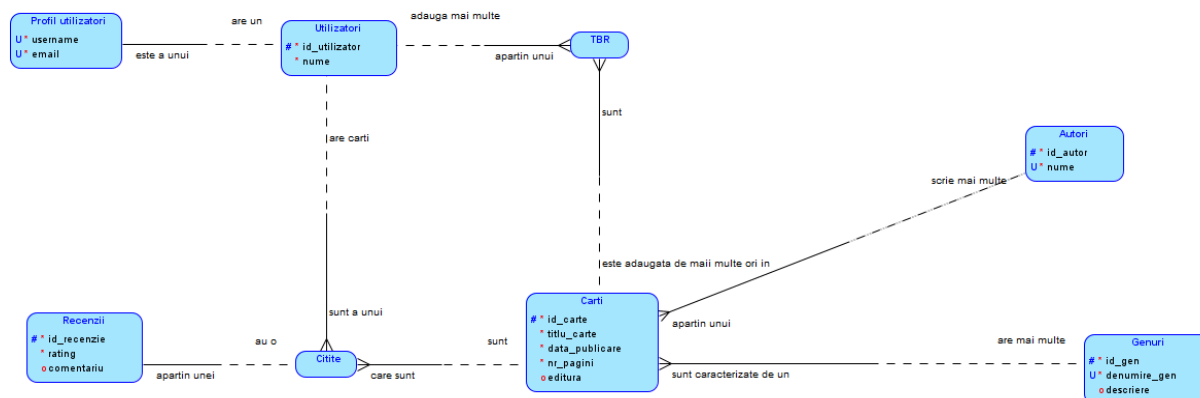 Profil utilizatori
U * username
U * email
are un
este a unui
Utilizatori
# * id_utilizator
* nume
adauga mai multe
apartin unui
TBR
sunt
are carti
Autori
# * id_autor
U * nume
scrie mai multe
este adaugata de maii multe ori in
Carti
# * id_carte
* titlu_carte
* data_publicare
* nr_pagini
o editura
apartin unui
sunt a unui
Recenzii
# * id_recenzie
* rating
o comentariu
au o
apartin unei
Citite
sunt
care sunt
are mai multe
sunt caracterizate de un
Genuri
# * id_gen
U * denumire_gen
o descriere